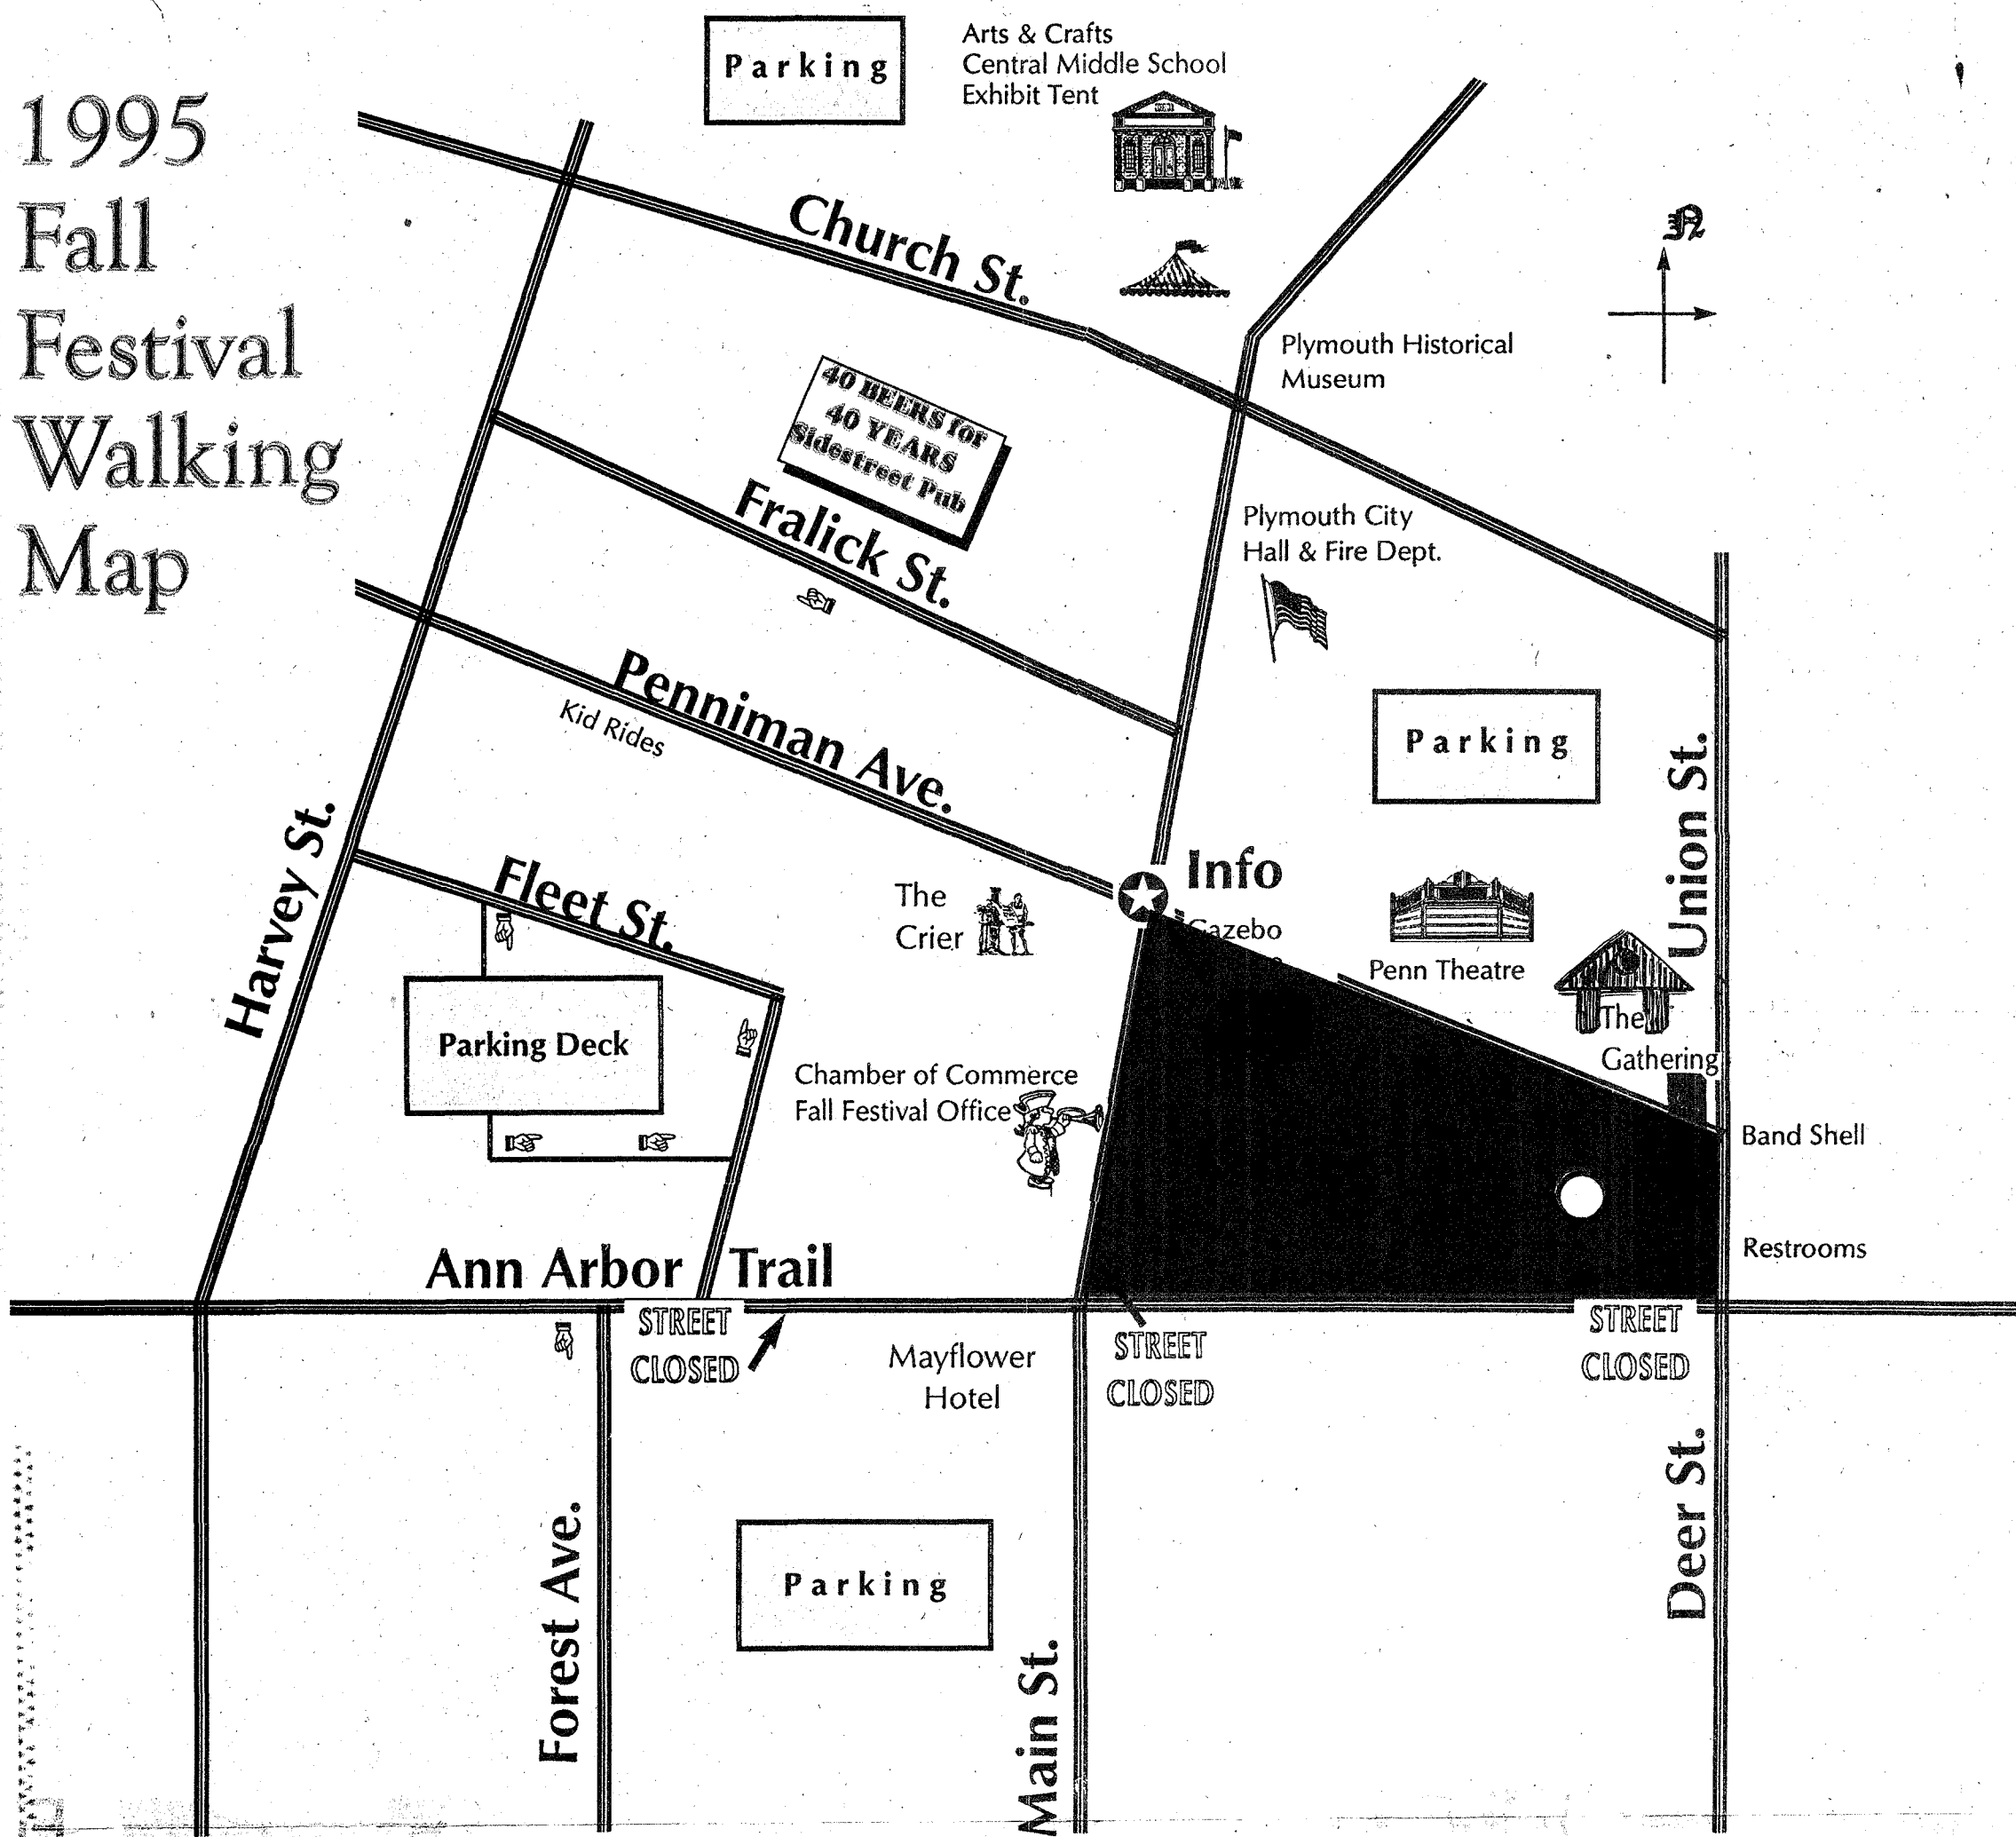 1995
Fall
Festival
Walking
Map
Parking
Arts & Crafts
Central Middle School
Exhibit Tent
N
Church St.
Plymouth Historical
Museum
40 BEERS for
40 YEARS
Sidestreet Pub
Fralick St.
Plymouth City
Hall & Fire Dept.
Penniman Ave.
Kid Rides
Parking
Union St.
Harvey St.
Fleet St.
The
Crier
Info
Gazebo
Penn Theatre
The
Gathering
Parking Deck
Chamber of Commerce
Fall Festival Office
Band Shell
Restrooms
Ann Arbor Trail
STREET
CLOSED
Mayflower
Hotel
STREET
CLOSED
STREET
CLOSED
Forest Ave.
Parking
Main St.
Deer St.